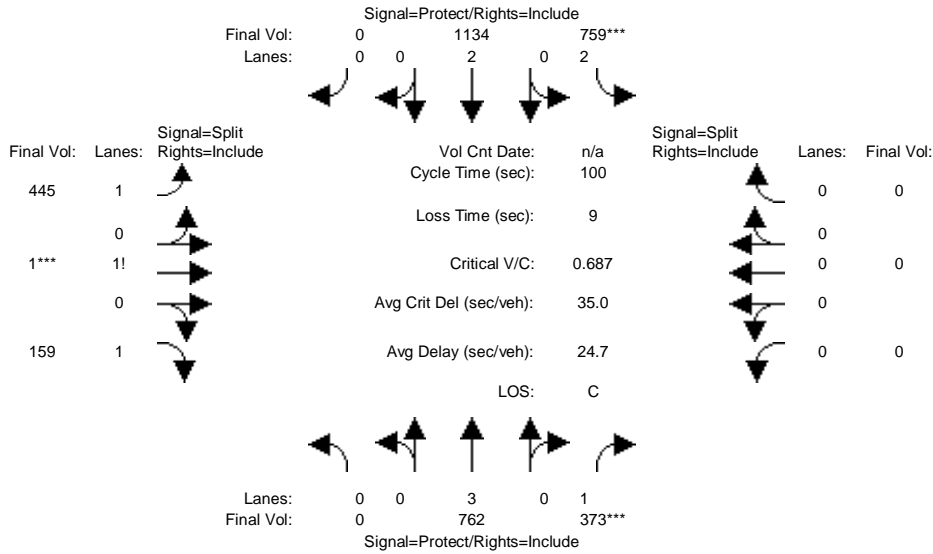 Signal=Protect/Rights=Include
Final Vol: 0 1134 759***
Lanes: 0 0 2 0 2
Signal=Split
Final Vol: Lanes: Rights=Include
Vol Cnt Date: n/a
Signal=Split
Rights=Include Lanes: Final Vol:
Cycle Time (sec): 100
445 1
0 0
Loss Time (sec): 9
0
0
1*** 1!
Critical V/C: 0.687
0 0
0
Avg Crit Del (sec/veh): 35.0
0
159 1
Avg Delay (sec/veh): 24.7
0 0
LOS: C
Lanes: 0 0 3 0 1
Final Vol: 0 762 373***
Signal=Protect/Rights=Include